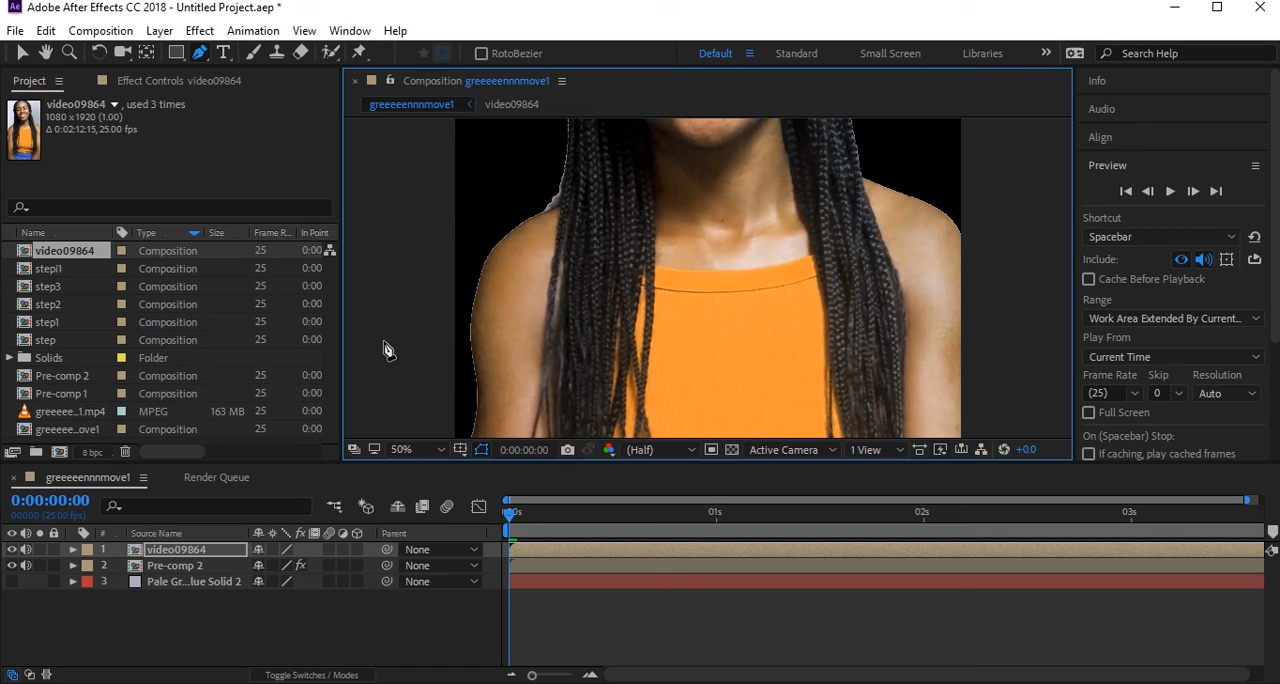 Adobe After Effects CC 2018 - Untitled Project.aep *
File Edit Composition Layer Effect Animation View Window Help
RotoBezier Default Standard Small Screen Libraries Search Help
Project Effect Controls video09864
video09864 , used 3 times
1080 x 1920 (1.00)
Δ 0:02:12:15, 25.00 fps
Name Type Size Frame R... In Point
video09864 Composition 25 0:00
stepi1 Composition 25 0:00
step3 Composition 25 0:00
step2 Composition 25 0:00
step1 Composition 25 0:00
step Composition 25 0:00
Solids Folder
Pre-comp 2 Composition 25 0:00
Pre-comp 1 Composition 25 0:00
greeeee...1.mp4 MPEG 163 MB 25 0:00
greeeee...ove1 Composition 25 0:00
8 bpc
Composition greeeeennnmove1
greeeeennnmove1 video09864
50% 0:00:00:00 (Half) Active Camera 1 View +0.0
Info
Audio
Align
Preview
Shortcut
Spacebar
Include:
Cache Before Playback
Range
Work Area Extended By Current...
Play From
Current Time
Frame Rate Skip Resolution
(25) 0 Auto
Full Screen
On (Spacebar) Stop:
If caching, play cached frames
greeeeennnmove1 Render Queue
0:00:00:00
00000 (25.00 fps)
# Source Name Parent
1 video09864 None
2 Pre-comp 2 None
3 Pale Gr...lue Solid 2 None
01s 02s 03s
Toggle Switches / Modes